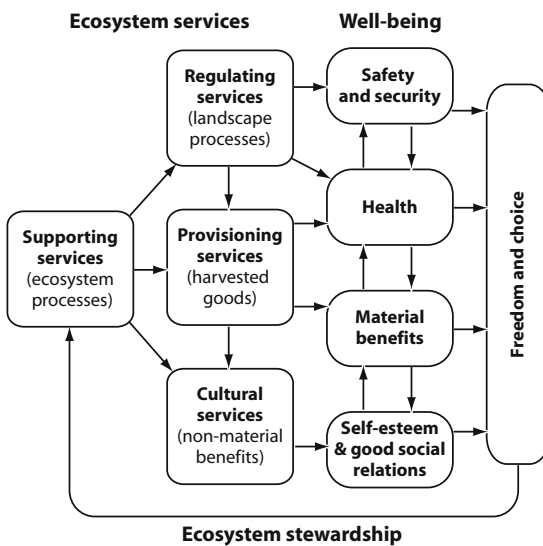 Ecosystem services
Well-being
Regulating
services
(landscape
processes)
Safety
and security
Health
Supporting
services
(ecosystem
processes)
Provisioning
services
(harvested
goods)
Material
benefits
Cultural
services
(non-material
benefits)
Self-esteem
& good social
relations
Freedom and choice
Ecosystem stewardship